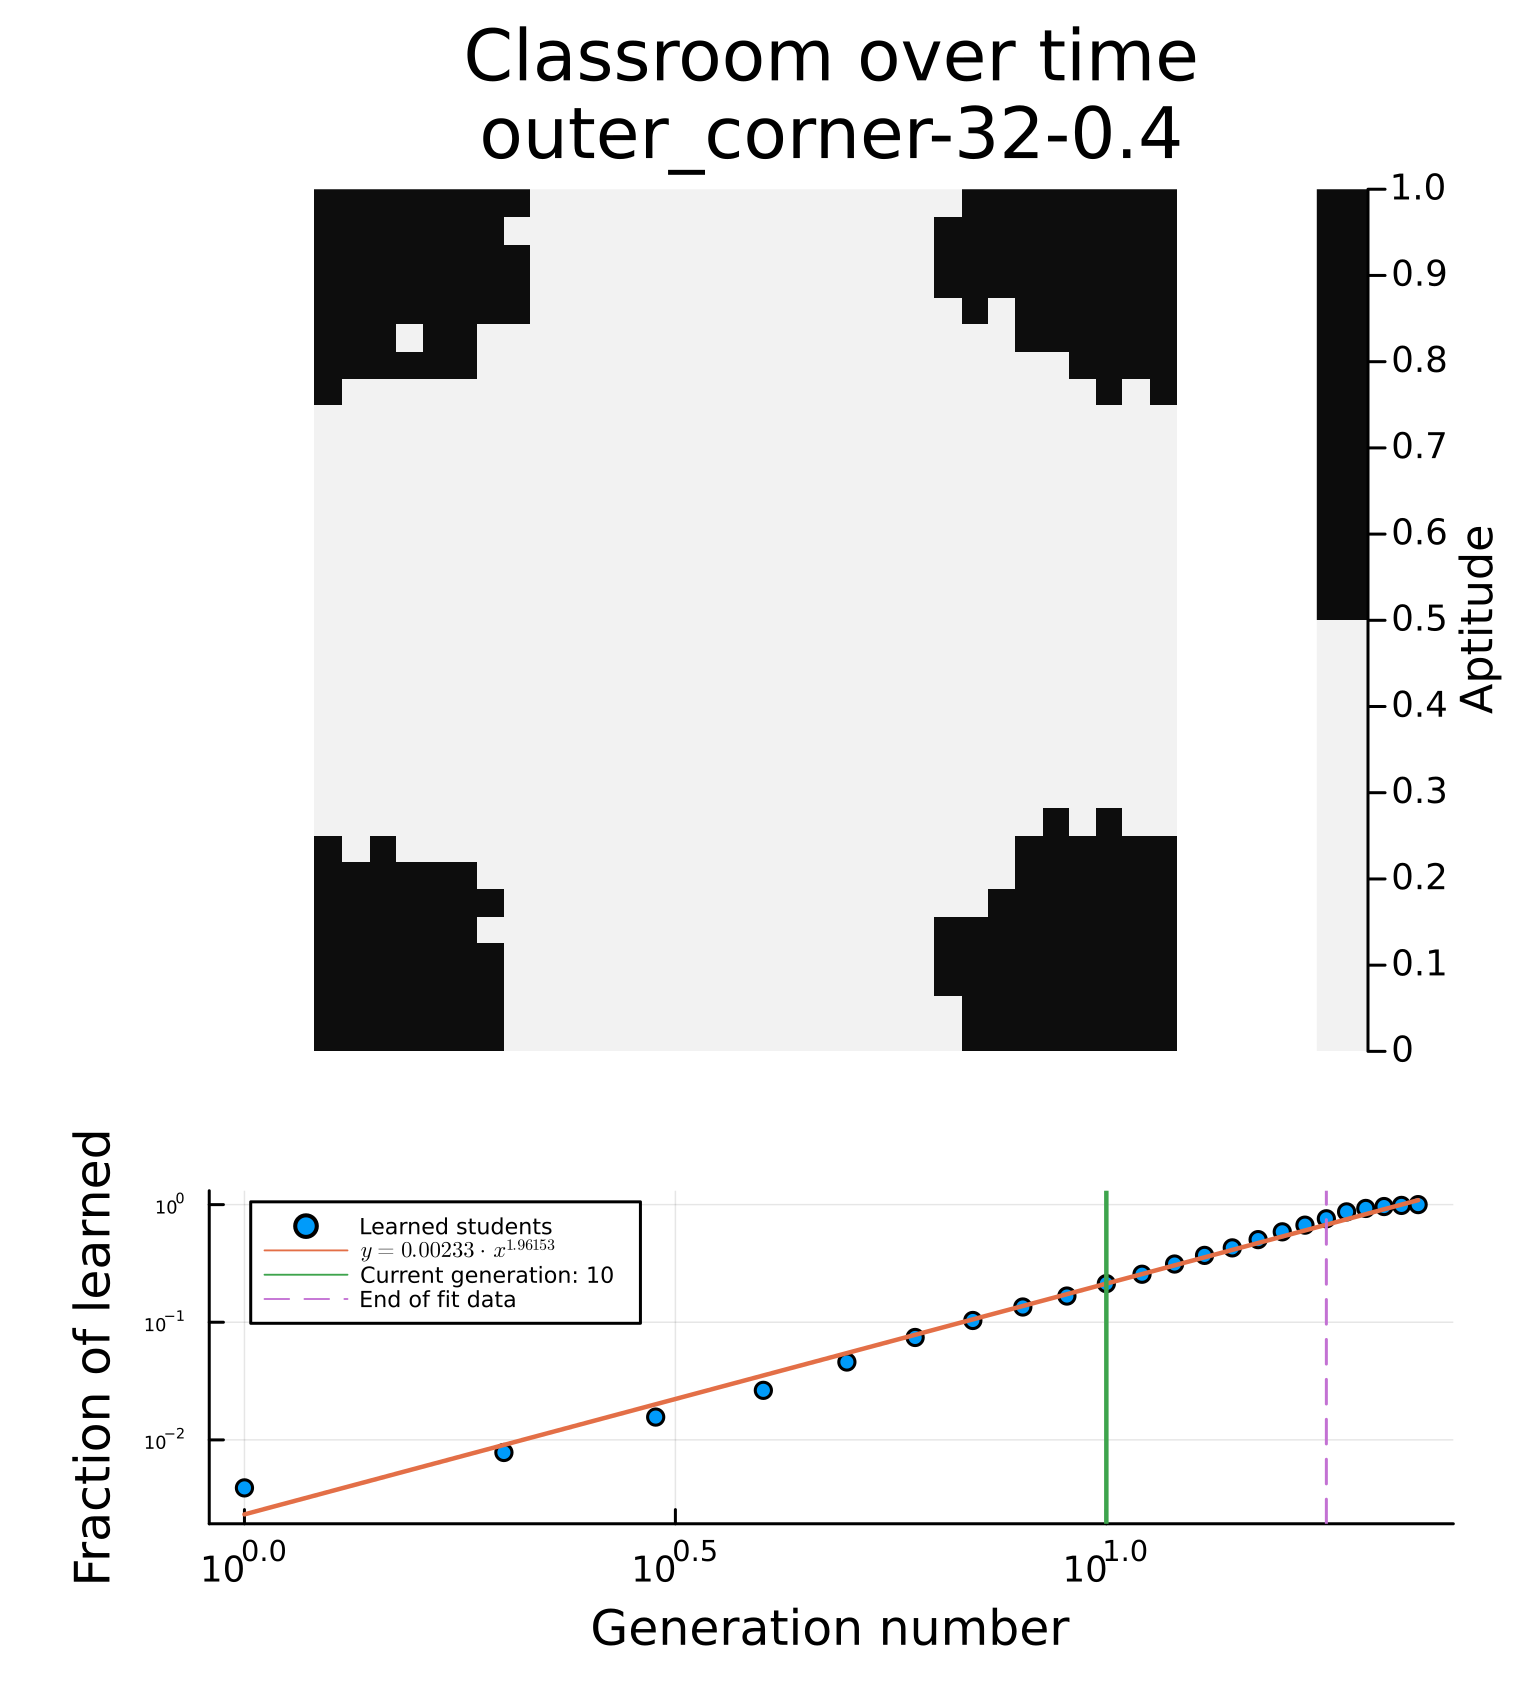 Classroom over time
outer_corner-32-0.4
1.0
0.9
0.8
0.7
0.6
0.5
0.4
0.3
0.2
0.1
0
Aptitude
Fraction of learned
10⁰
10⁻¹
10⁻²
Learned students
y = 0.00233 · x^1.96153
Current generation: 10
End of fit data
10^0.0
10^0.5
10^1.0
Generation number